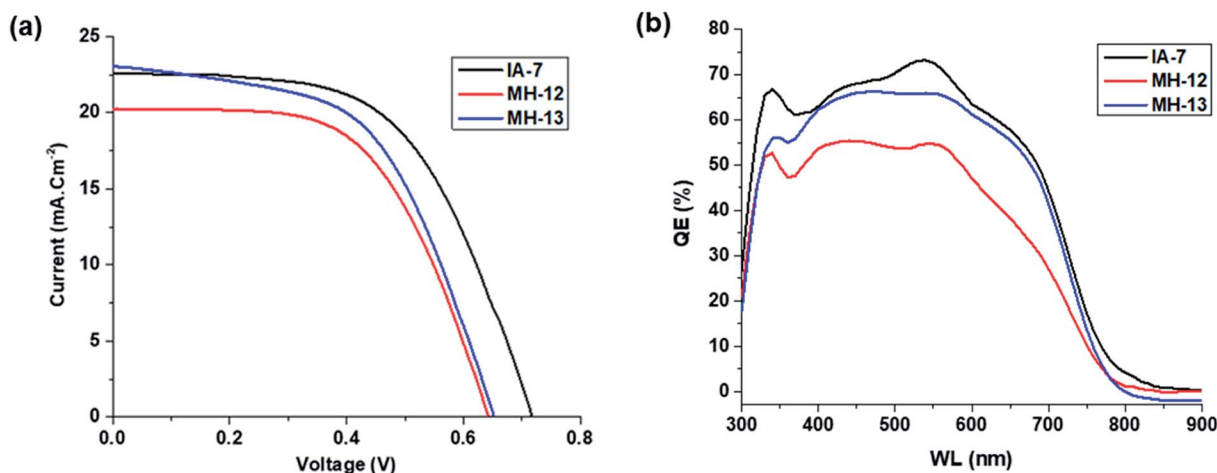 (a)
25
20
15
10
5
0
Current (mA.Cm-2)
0.0
0.2
0.4
0.6
0.8
Voltage (V)
IA-7
MH-12
MH-13
(b)
80
70
60
50
40
30
20
10
0
QE (%)
300
400
500
600
700
800
900
WL (nm)
IA-7
MH-12
MH-13